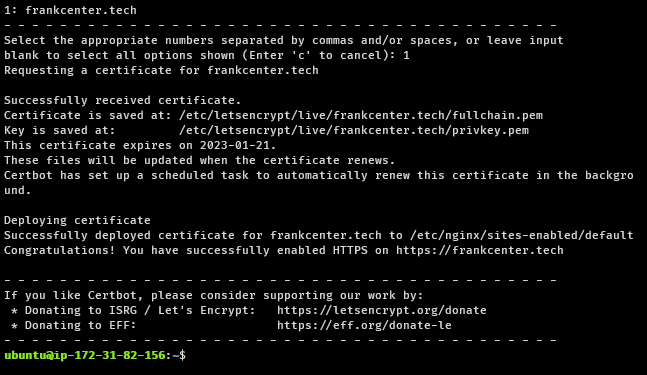 1: frankcenter.tech
- - - - - - - - - - - - - - - - - - - - - - - - - - - - - - - - - - - - - - - -
Select the appropriate numbers separated by commas and/or spaces, or leave input
blank to select all options shown (Enter 'c' to cancel): 1
Requesting a certificate for frankcenter.tech

Successfully received certificate.
Certificate is saved at: /etc/letsencrypt/live/frankcenter.tech/fullchain.pem
Key is saved at:         /etc/letsencrypt/live/frankcenter.tech/privkey.pem
This certificate expires on 2023-01-21.
These files will be updated when the certificate renews.
Certbot has set up a scheduled task to automatically renew this certificate in the backgro
und.

Deploying certificate
Successfully deployed certificate for frankcenter.tech to /etc/nginx/sites-enabled/default
Congratulations! You have successfully enabled HTTPS on https://frankcenter.tech

- - - - - - - - - - - - - - - - - - - - - - - - - - - - - - - - - - - - - - - -
If you like Certbot, please consider supporting our work by:
 * Donating to ISRG / Let's Encrypt:   https://letsencrypt.org/donate
 * Donating to EFF:                    https://eff.org/donate-le
- - - - - - - - - - - - - - - - - - - - - - - - - - - - - - - - - - - - - - - -
ubuntu@ip-172-31-82-156:~$